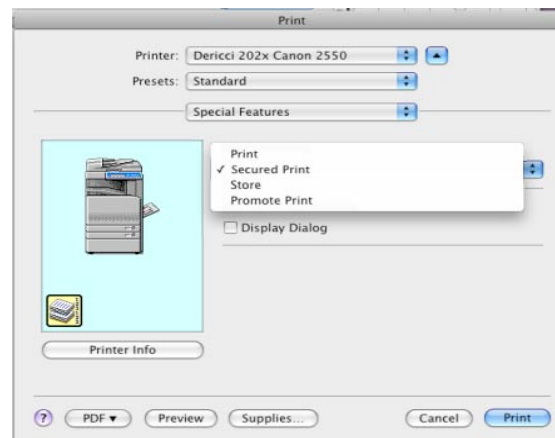 Print
Printer: Dericci 202x Canon 2550
Presets: Standard
Special Features
Print
✓ Secured Print
Store
Promote Print
Display Dialog
Printer Info
? PDF▼ Preview Supplies... Cancel Print